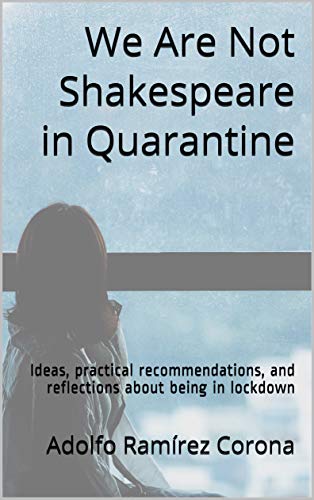 We Are Not
Shakespeare
in Quarantine
Ideas, practical recommendations, and
reflections about being in lockdown
Adolfo Ramírez Corona